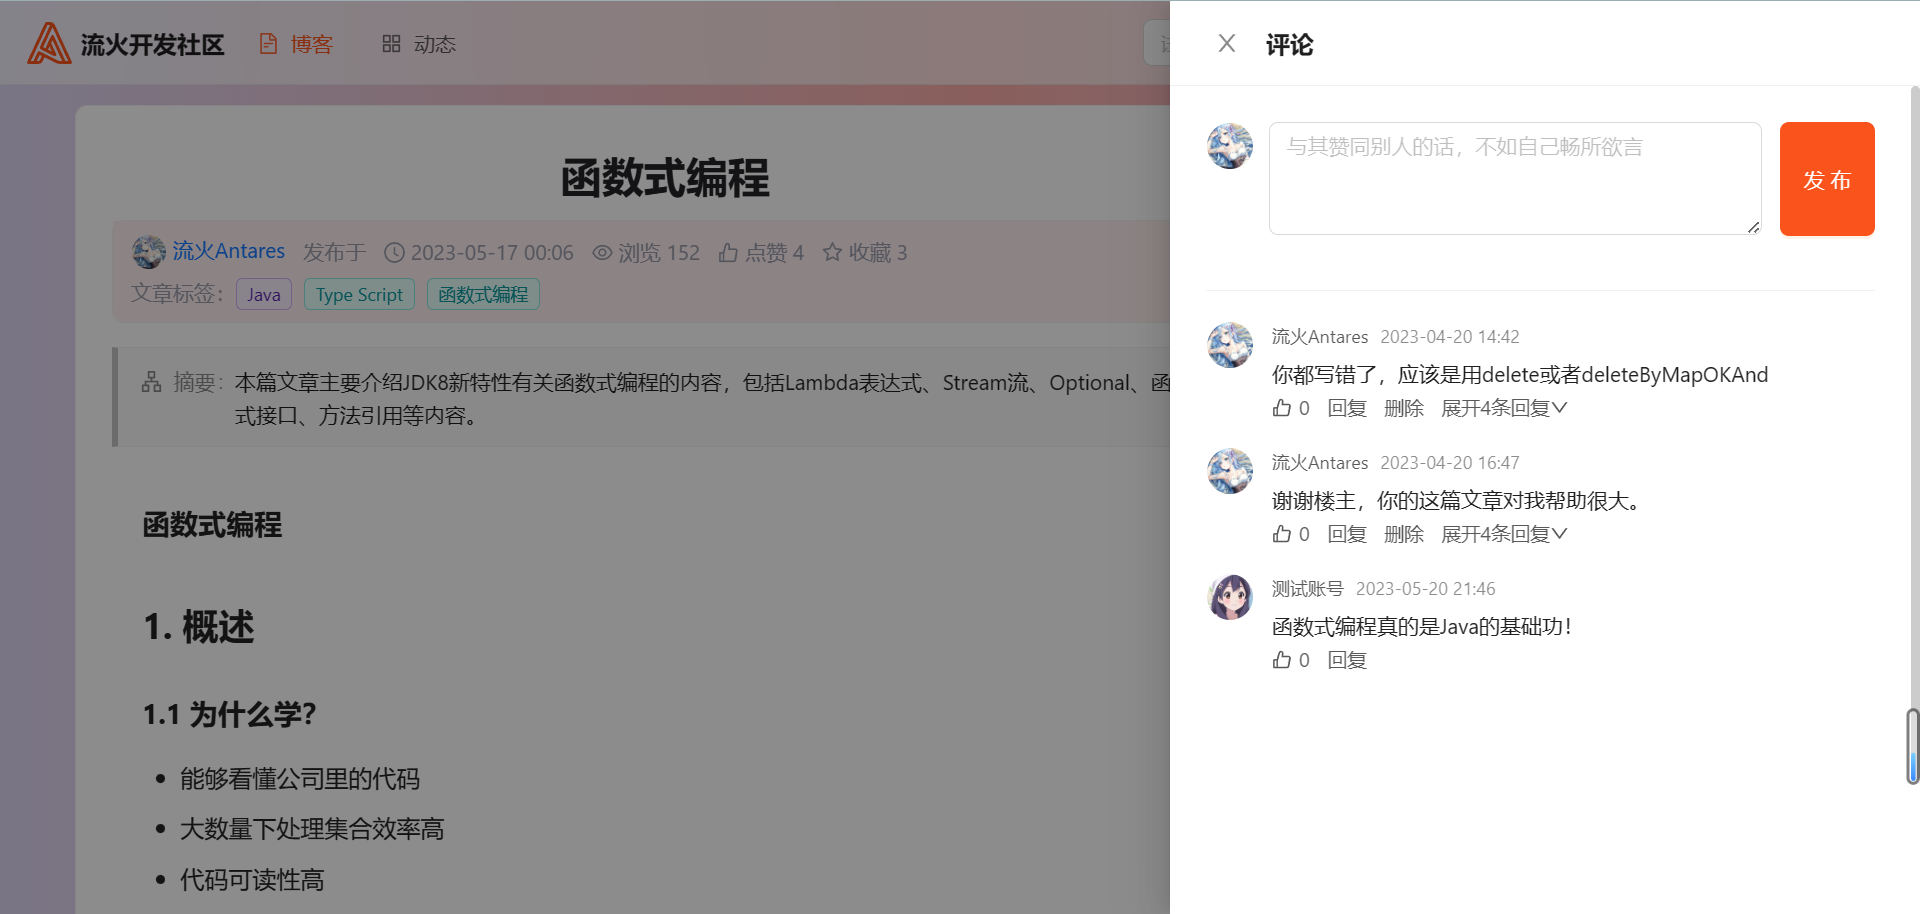 流火开发社区
博客
动态
函数式编程
流火Antares 发布于 2023-05-17 00:06 浏览 152 点赞 4 收藏 3
文章标签： Java Type Script 函数式编程
摘要： 本篇文章主要介绍JDK8新特性有关函数式编程的内容，包括Lambda表达式、Stream流、Optional、函
式接口、方法引用等内容。
函数式编程
1. 概述
1.1 为什么学？
能够看懂公司里的代码
大数量下处理集合效率高
代码可读性高
评论
与其赞同别人的话，不如自己畅所欲言
发 布
流火Antares 2023-04-20 14:42
你都写错了，应该是用delete或者deleteByMapOKAnd
0 回复 删除 展开4条回复
流火Antares 2023-04-20 16:47
谢谢楼主，你的这篇文章对我帮助很大。
0 回复 删除 展开4条回复
测试账号 2023-05-20 21:46
函数式编程真的是Java的基础功！
0 回复